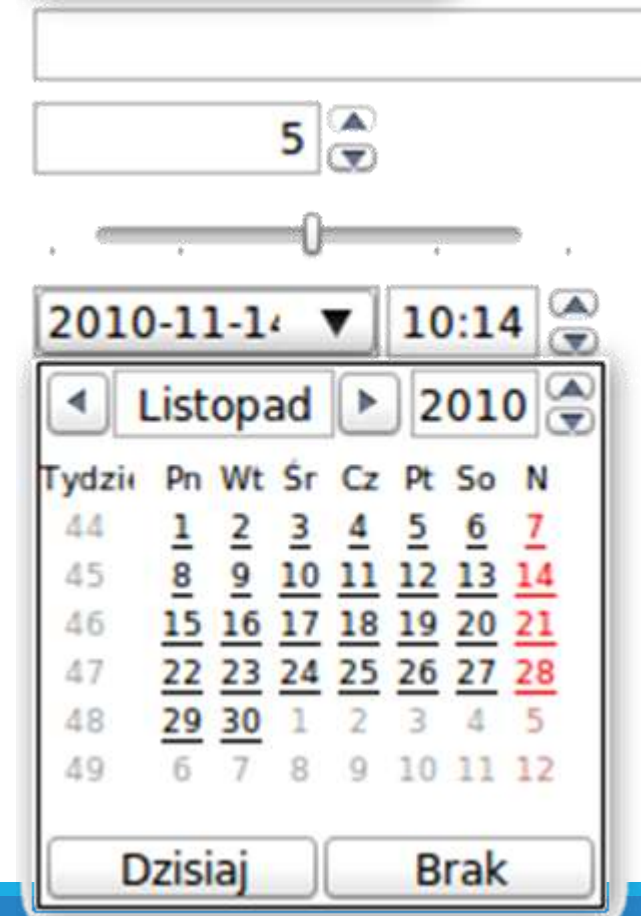 5
2010-11-14 10:14
Listopad 2010
Tydzie Pn Wt Śr Cz Pt So N
44 1 2 3 4 5 6 7
45 8 9 10 11 12 13 14
46 15 16 17 18 19 20 21
47 22 23 24 25 26 27 28
48 29 30 1 2 3 4 5
49 6 7 8 9 10 11 12
Dzisiaj Brak